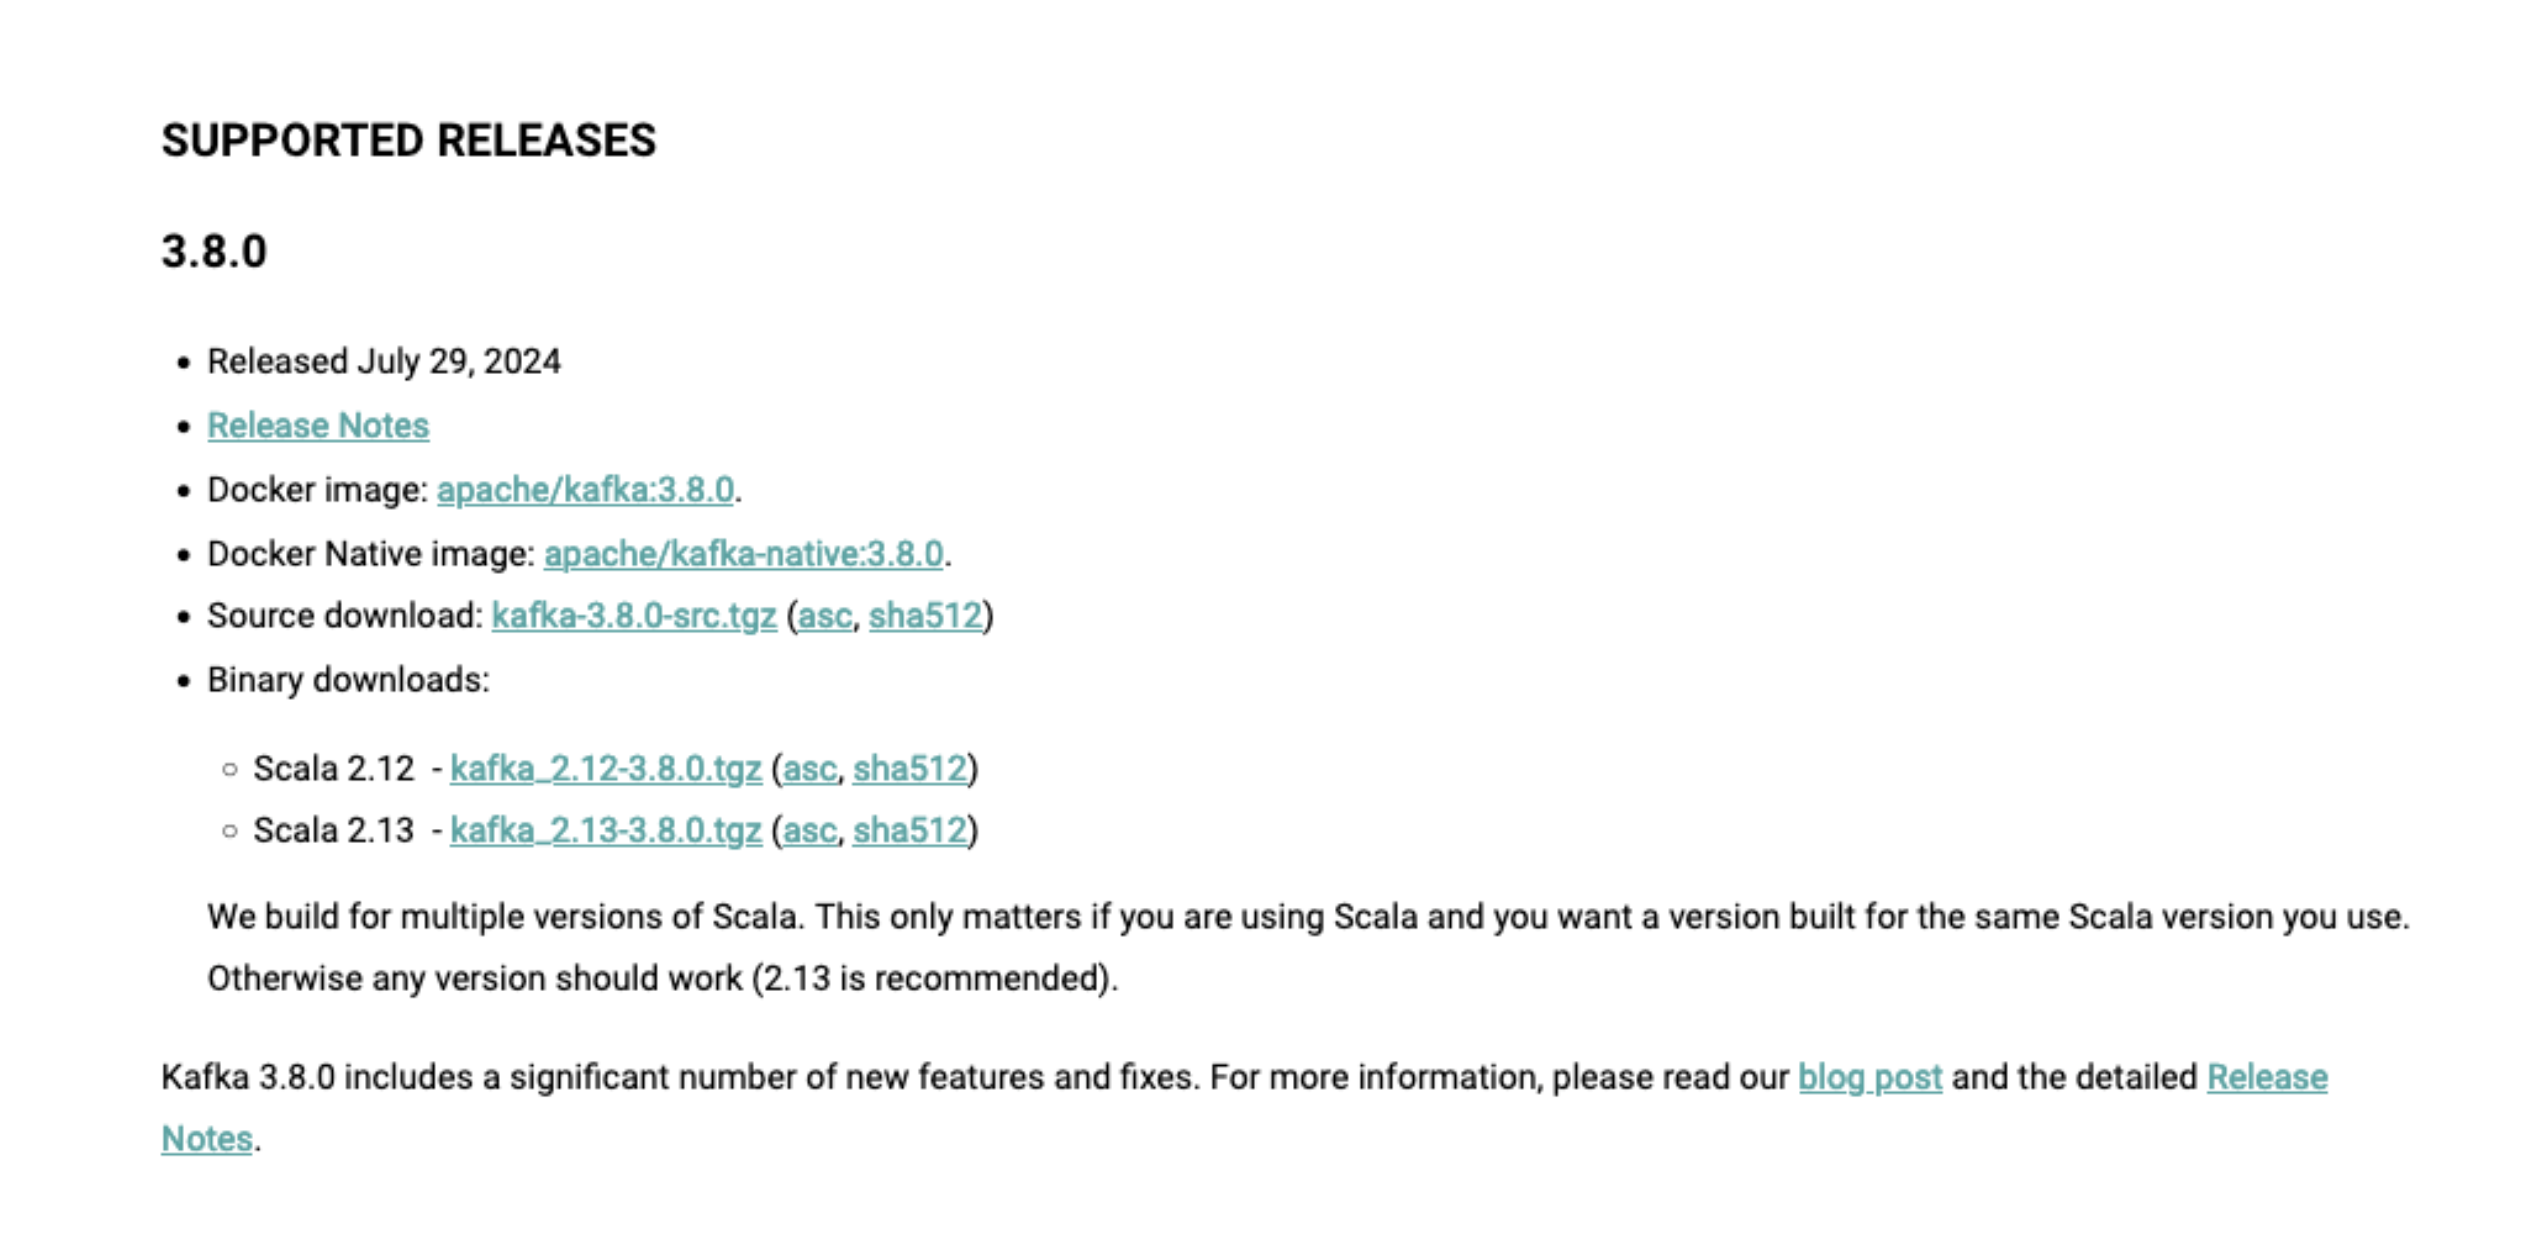 SUPPORTED RELEASES
3.8.0
• Released July 29, 2024
• Release Notes
• Docker image: apache/kafka:3.8.0.
• Docker Native image: apache/kafka-native:3.8.0.
• Source download: kafka-3.8.0-src.tgz (asc, sha512)
• Binary downloads:
◦ Scala 2.12 - kafka_2.12-3.8.0.tgz (asc, sha512)
◦ Scala 2.13 - kafka_2.13-3.8.0.tgz (asc, sha512)
We build for multiple versions of Scala. This only matters if you are using Scala and you want a version built for the same Scala version you use.
Otherwise any version should work (2.13 is recommended).
Kafka 3.8.0 includes a significant number of new features and fixes. For more information, please read our blog post and the detailed Release
Notes.